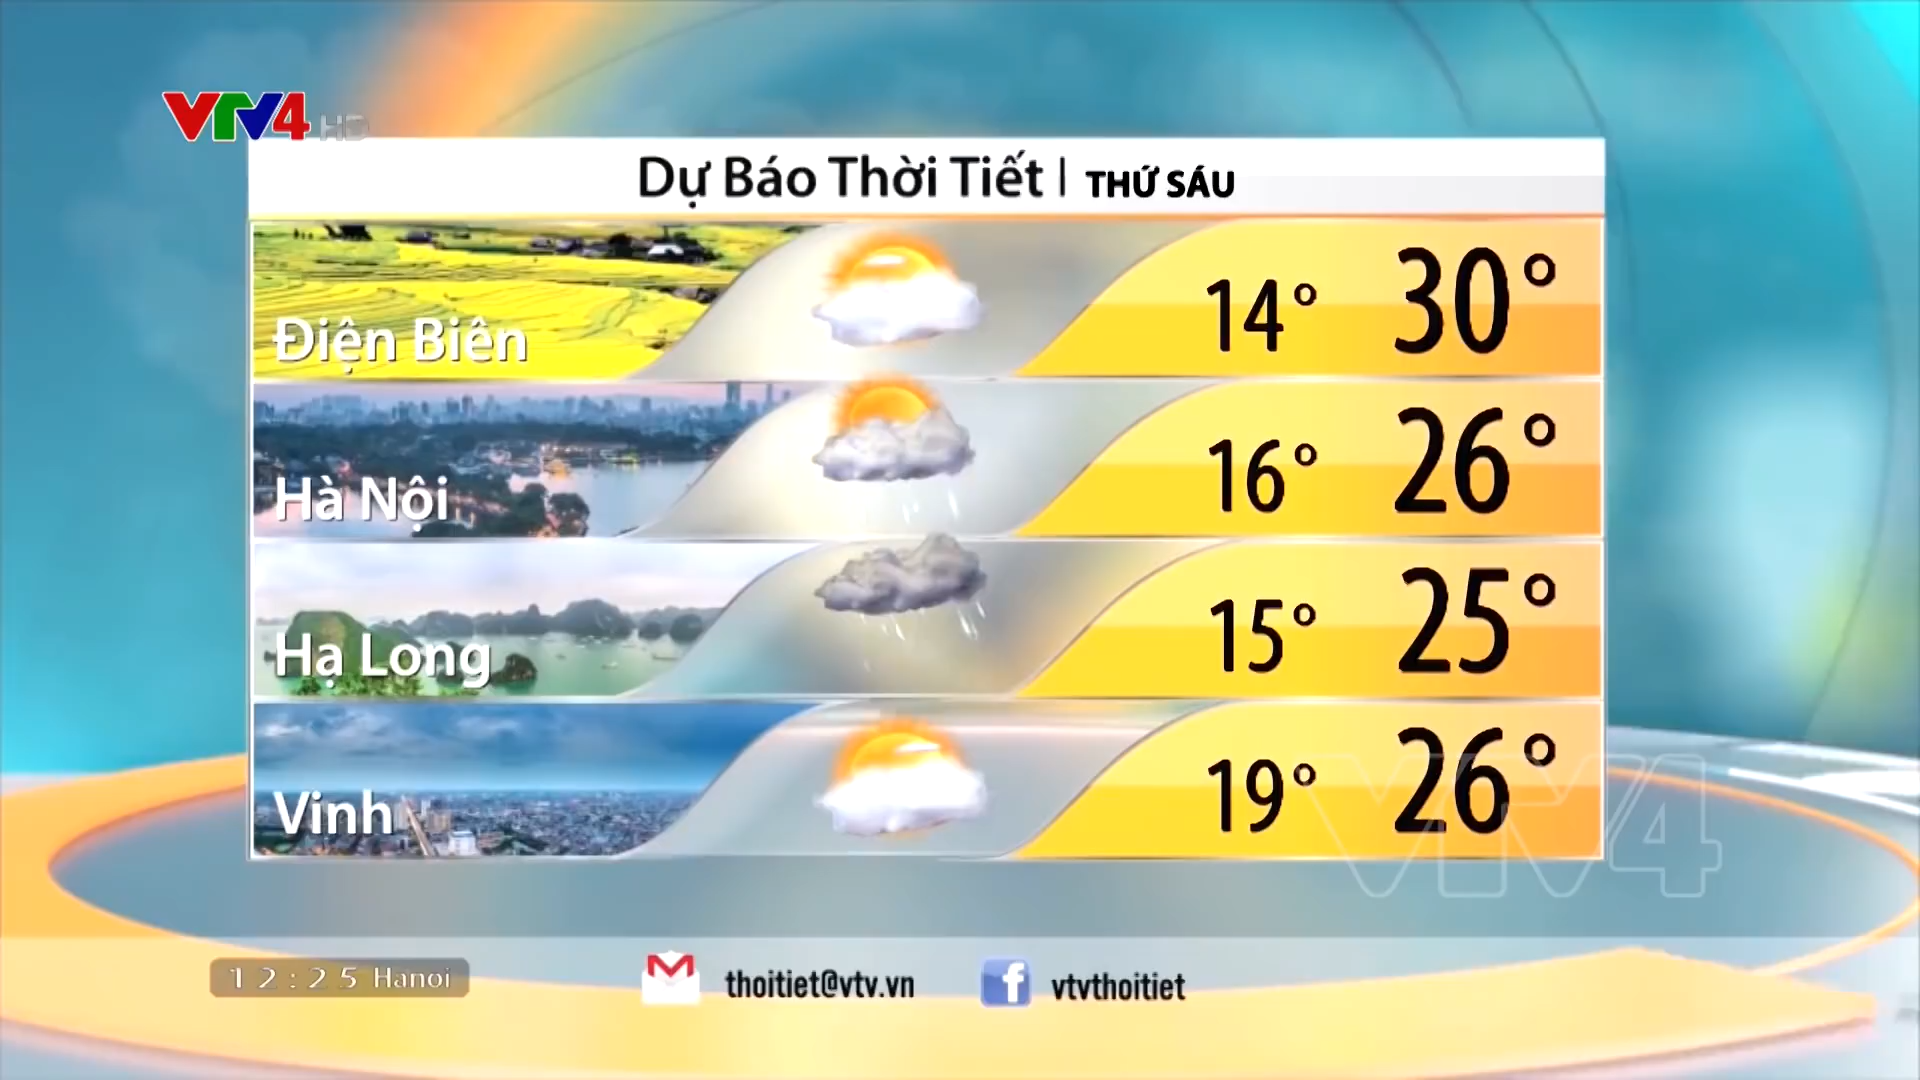 VTV4 HD
Dự Báo Thời Tiết | THỨ SÁU
Điện Biên 14° 30°
Hà Nội 16° 26°
Hạ Long 15° 25°
Vinh 19° 26°
VTV4
12:25 Hanoi thoitiet@vtv.vn vtvthoitiet